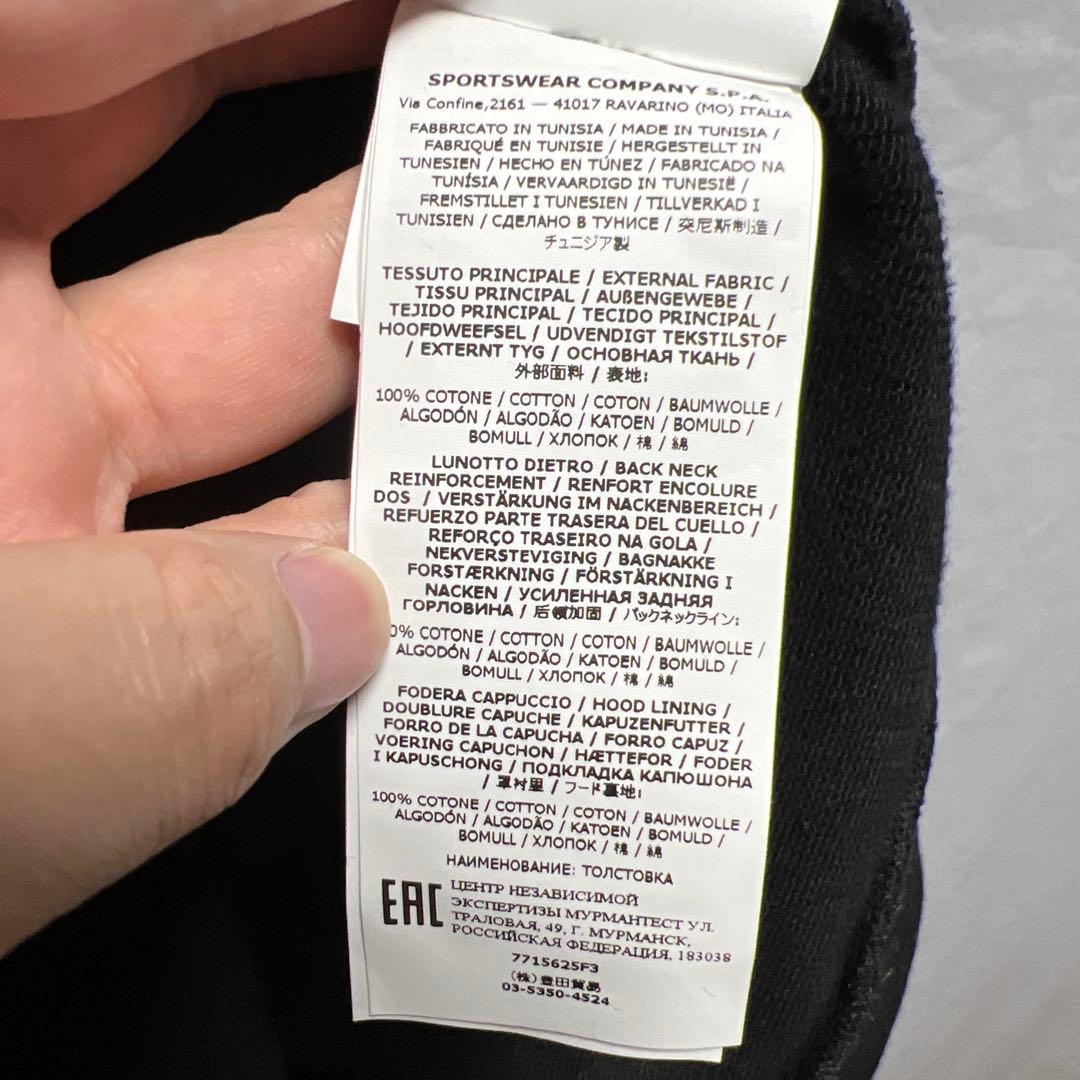 SPORTSWEAR COMPANY S.P.A.
Via Confine,2161 — 41017 RAVARINO (MO) ITALIA
FABBRICATO IN TUNISIA / MADE IN TUNISIA /
FABRIQUÉ EN TUNISIE / HERGESTELLT IN
TUNESIEN / HECHO EN TÚNEZ / FABRICADO NA
TUNÍSIA / VERVAARDIGD IN TUNESIË /
FREMSTILLET I TUNESIEN / TILLVERKAD I
TUNISIEN / СДЕЛАНО В ТУНИСЕ / 突尼斯制造 /
チュニジア製
TESSUTO PRINCIPALE / EXTERNAL FABRIC /
TISSU PRINCIPAL / AUßENGEWEBE /
TEJIDO PRINCIPAL / TECIDO PRINCIPAL /
HOOFDWEEFSEL / UDVENDIGT TEKSTILSTOF
/ EXTERNT TYG / ОСНОВНАЯ ТКАНЬ /
外部面料 / 表地:
100% COTONE / COTTON / COTON / BAUMWOLLE /
ALGODÓN / ALGODÃO / KATOEN / BOMULD /
BOMULL / ХЛОПОК / 棉 / 綿
LUNOTTO DIETRO / BACK NECK
REINFORCEMENT / RENFORT ENCOLURE
DOS / VERSTÄRKUNG IM NACKENBEREICH /
REFUERZO PARTE TRASERA DEL CUELLO /
REFORÇO TRASEIRO NA GOLA /
NEKVERSTEVIGING / BAGNAKKE
FORSTÆRKNING / FÖRSTÄRKNING I
NACKEN / УСИЛЕННАЯ ЗАДНЯЯ
ГОРЛОВИНА / 后领加固 / バックネックライン:
0% COTONE / COTTON / COTON / BAUMWOLLE /
ALGODÓN / ALGODÃO / KATOEN / BOMULD /
BOMULL / ХЛОПОК / 棉 / 綿
FODERA CAPPUCCIO / HOOD LINING /
DOUBLURE CAPUCHE / KAPUZENFUTTER /
FORRO DE LA CAPUCHA / FORRO CAPUZ /
VOERING CAPUCHON / HÆTTEFOR / FODER
I KAPUSCHONG / ПОДКЛАДКА КАПЮШОНА
/ 罩衬里 / フード裏地:
100% COTONE / COTTON / COTON / BAUMWOLLE /
ALGODÓN / ALGODÃO / KATOEN / BOMULD /
BOMULL / ХЛОПОК / 棉 / 綿
НАИМЕНОВАНИЕ: ТОЛСТОВКА
EAC
ЦЕНТР НЕЗАВИСИМОЙ
ЭКСПЕРТИЗЫ МУРМАНТЕСТ УЛ.
ТРАЛОВАЯ, 49, Г. МУРМАНСК,
РОССИЙСКАЯ ФЕДЕРАЦИЯ, 183038
7715625F3
(株)豊田貿易
03-5350-4524